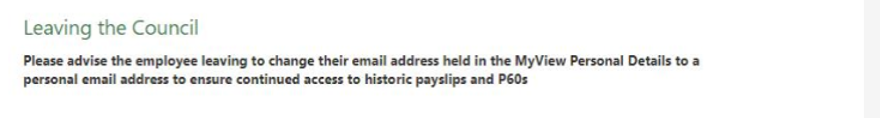 Leaving the Council
Please advise the employee leaving to change their email address held in the MyView Personal Details to a
personal email address to ensure continued access to historic payslips and P60s